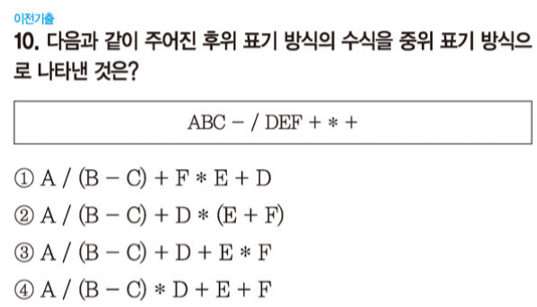 이전기출
10. 다음과 같이 주어진 후위 표기 방식의 수식을 중위 표기 방식으
로 나타낸 것은?
ABC - / DEF + * +
① A / (B - C) + F * E + D
② A / (B - C) + D * (E + F)
③ A / (B - C) + D + E * F
④ A / (B - C) * D + E + F